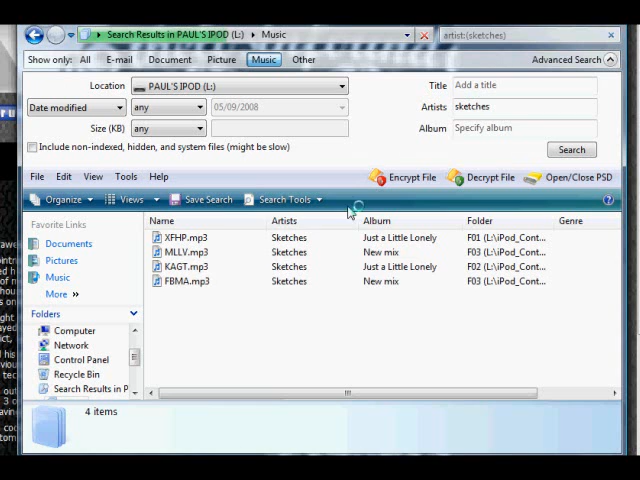 Search Results in PAUL'S IPOD (L:) Music artist:(sketches)
Show only: All E-mail Document Picture Music Other Advanced Search
Location PAUL'S IPOD (L:) Title Add a title
Date modified any 05/09/2008 Artists sketches
Size (KB) any Album Specify album
Include non-indexed, hidden, and system files (might be slow) Search
File Edit View Tools Help Encrypt File Decrypt File Open/Close PSD
Organize Views Save Search Search Tools
Favorite Links Name Artists Album Folder Genre
Documents XFHP.mp3 Sketches Just a Little Lonely F01 (L:\iPod_Cont...
Pictures MLLV.mp3 Sketches New mix F03 (L:\iPod_Cont...
Music KAGT.mp3 Sketches Just a Little Lonely F02 (L:\iPod_Cont...
More » FBMA.mp3 Sketches New mix F03 (L:\iPod_Cont...
Folders
Computer
Network
Control Panel
Recycle Bin
Search Results in P
4 items